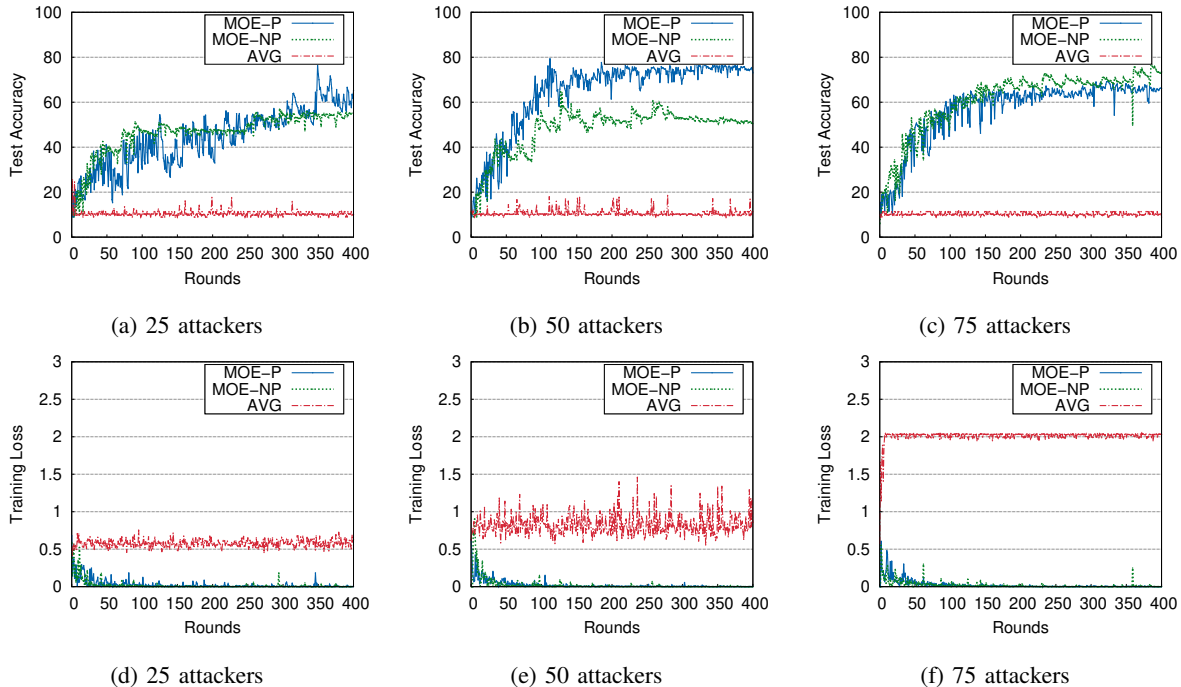 100
80
60
40
20
0
Test Accuracy
MOE-P
MOE-NP
AVG
0 50 100 150 200 250 300 350 400
Rounds
(a) 25 attackers
100
80
60
40
20
0
Test Accuracy
MOE-P
MOE-NP
AVG
0 50 100 150 200 250 300 350 400
Rounds
(b) 50 attackers
100
80
60
40
20
0
Test Accuracy
MOE-P
MOE-NP
AVG
0 50 100 150 200 250 300 350 400
Rounds
(c) 75 attackers
3
2.5
2
1.5
1
0.5
0
Training Loss
MOE-P
MOE-NP
AVG
0 50 100 150 200 250 300 350 400
Rounds
(d) 25 attackers
3
2.5
2
1.5
1
0.5
0
Training Loss
MOE-P
MOE-NP
AVG
0 50 100 150 200 250 300 350 400
Rounds
(e) 50 attackers
3
2.5
2
1.5
1
0.5
0
Training Loss
MOE-P
MOE-NP
AVG
0 50 100 150 200 250 300 350 400
Rounds
(f) 75 attackers